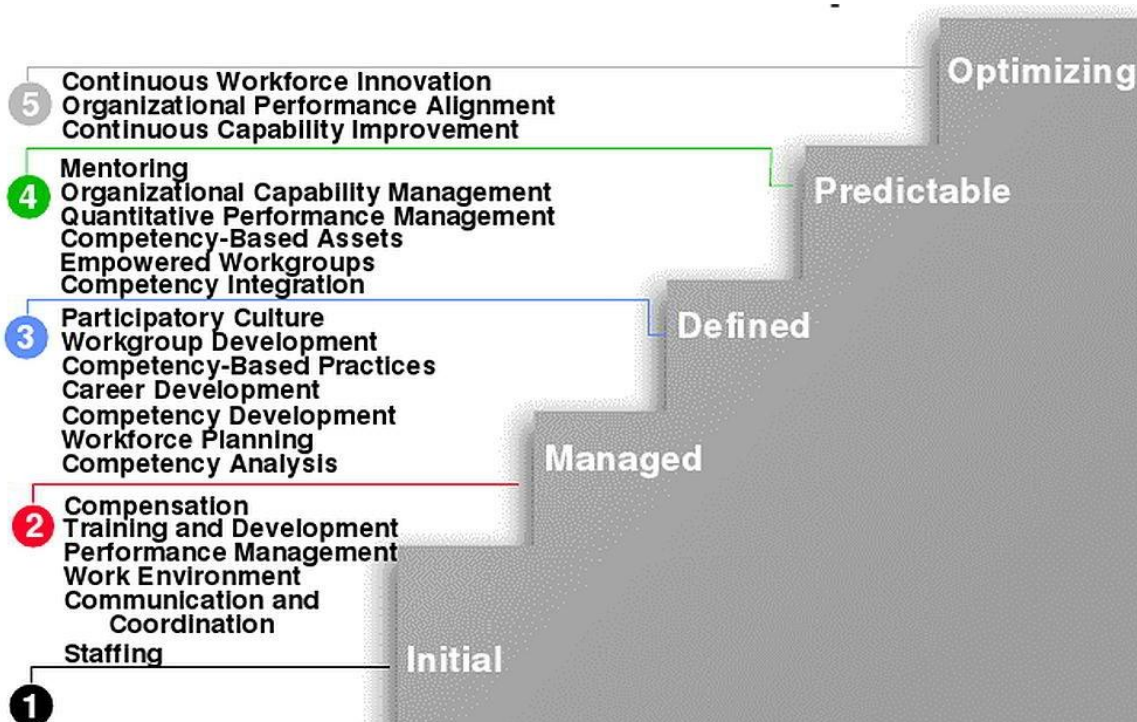 Optimizing
5
Continuous Workforce Innovation
Organizational Performance Alignment
Continuous Capability Improvement
Predictable
4
Mentoring
Organizational Capability Management
Quantitative Performance Management
Competency-Based Assets
Empowered Workgroups
Competency Integration
Defined
3
Participatory Culture
Workgroup Development
Competency-Based Practices
Career Development
Competency Development
Workforce Planning
Competency Analysis
Managed
2
Compensation
Training and Development
Performance Management
Work Environment
Communication and
Coordination
Staffing
Initial
1